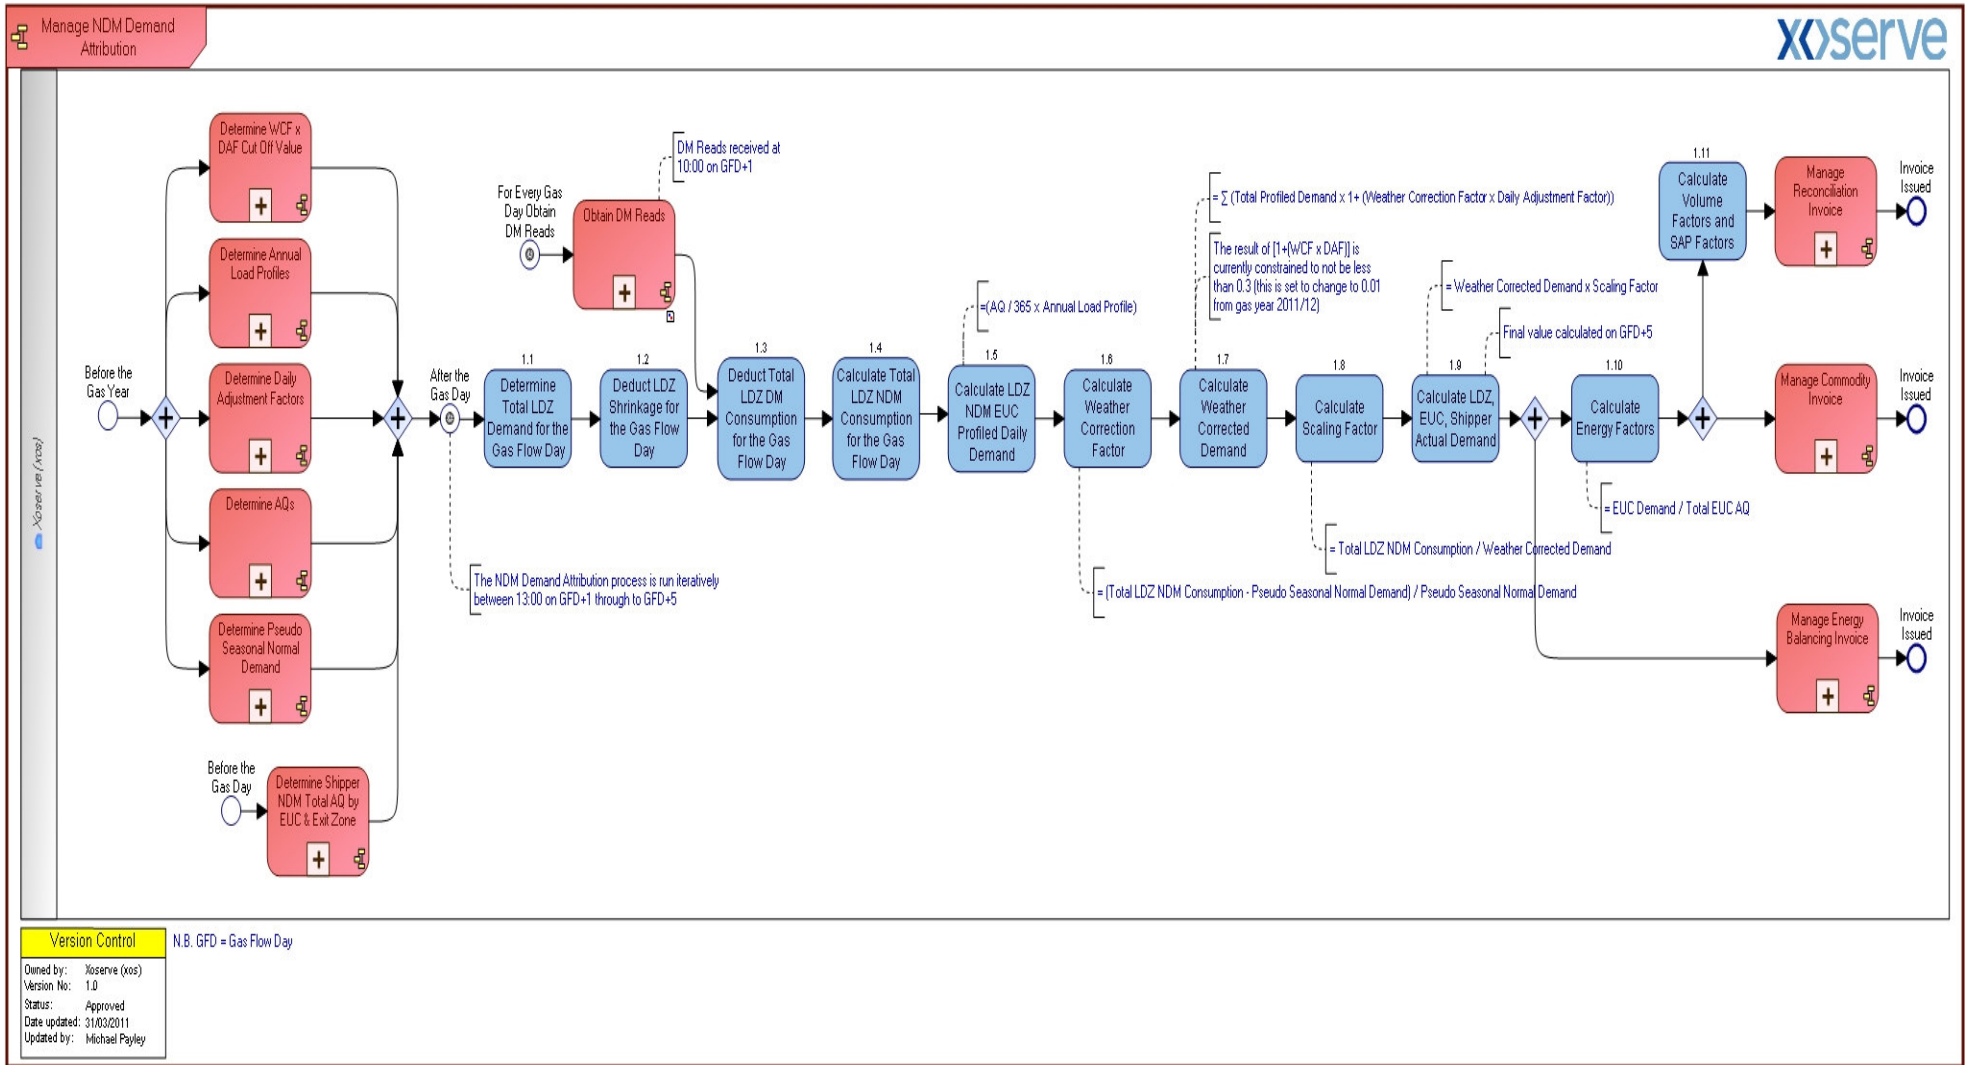 Manage NDM Demand
Attribution
xoserve
Xoserve (xos)
Before the
Gas Year
Determine WCF x
DAF Cut Off Value
Determine Annual
Load Profiles
Determine Daily
Adjustment Factors
Determine AQs
Determine Pseudo
Seasonal Normal
Demand
Before the
Gas Day
Determine Shipper
NDM Total AQ by
EUC & Exit Zone
After the
Gas Day
The NDM Demand Attribution process is run iteratively
between 13:00 on GFD+1 through to GFD+5
For Every Gas
Day Obtain
DM Reads
Obtain DM Reads
DM Reads received at
10:00 on GFD+1
1.1
Determine
Total LDZ
Demand for the
Gas Flow Day
1.2
Deduct LDZ
Shrinkage for
the Gas Flow
Day
1.3
Deduct Total
LDZ DM
Consumption
for the Gas
Flow Day
1.4
Calculate Total
LDZ NDM
Consumption
for the Gas
Flow Day
=(AQ / 365 x Annual Load Profile)
1.5
Calculate LDZ
NDM EUC
Profiled Daily
Demand
1.6
Calculate
Weather
Correction
Factor
= (Total LDZ NDM Consumption - Pseudo Seasonal Normal Demand) / Pseudo Seasonal Normal Demand
= ∑ (Total Profiled Demand x 1+ (Weather Correction Factor x Daily Adjustment Factor))
The result of [1+(WCF x DAF)] is
currently constrained to not be less
than 0.3 (this is set to change to 0.01
from gas year 2011/12)
1.7
Calculate
Weather
Corrected
Demand
1.8
Calculate
Scaling Factor
= Total LDZ NDM Consumption / Weather Corrected Demand
= Weather Corrected Demand x Scaling Factor
Final value calculated on GFD+5
1.9
Calculate LDZ,
EUC, Shipper
Actual Demand
1.10
Calculate
Energy Factors
= EUC Demand / Total EUC AQ
1.11
Calculate
Volume
Factors and
SAP Factors
Manage
Reconciliation
Invoice
Invoice
Issued
Manage Commodity
Invoice
Invoice
Issued
Manage Energy
Balancing Invoice
Invoice
Issued
Version Control
Owned by: Xoserve (xos)
Version No: 1.0
Status: Approved
Date updated: 31/03/2011
Updated by: Michael Payley
N.B. GFD = Gas Flow Day